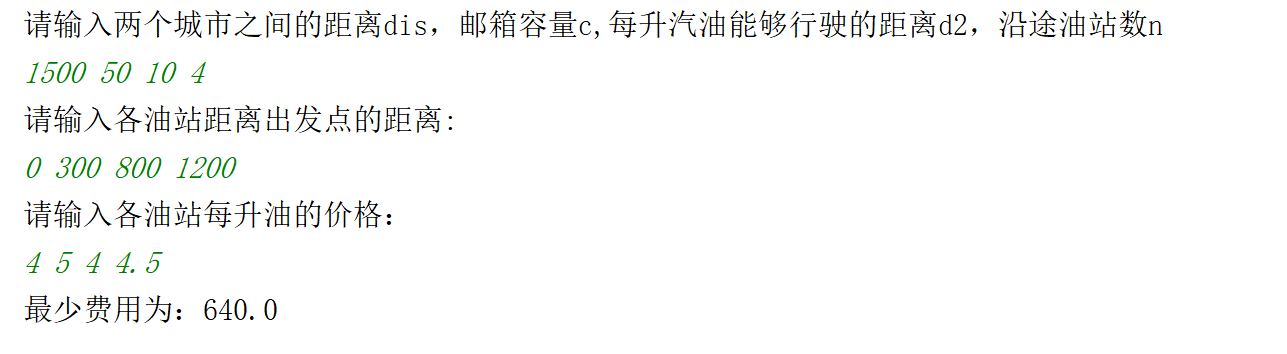 请输入两个城市之间的距离dis，邮箱容量c,每升汽油能够行驶的距离d2，沿途油站数n
1500 50 10 4
请输入各油站距离出发点的距离:
0 300 800 1200
请输入各油站每升油的价格：
4 5 4 4.5
最少费用为：640.0